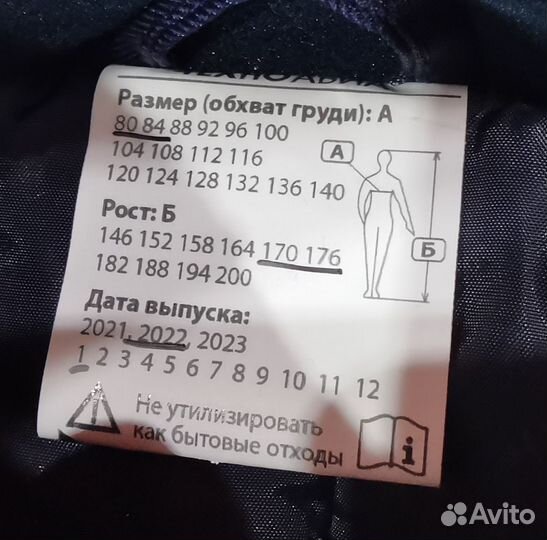 ТЕХНОАВИА
Размер (обхват груди): А
80 84 88 92 96 100
104 108 112 116
120 124 128 132 136 140
А
Рост: Б
146 152 158 164 170 176
182 188 194 200
Б
Дата выпуска:
2021, 2022, 2023
1 2 3 4 5 6 7 8 9 10 11 12
Не утилизировать
как бытовые отходы
Avito